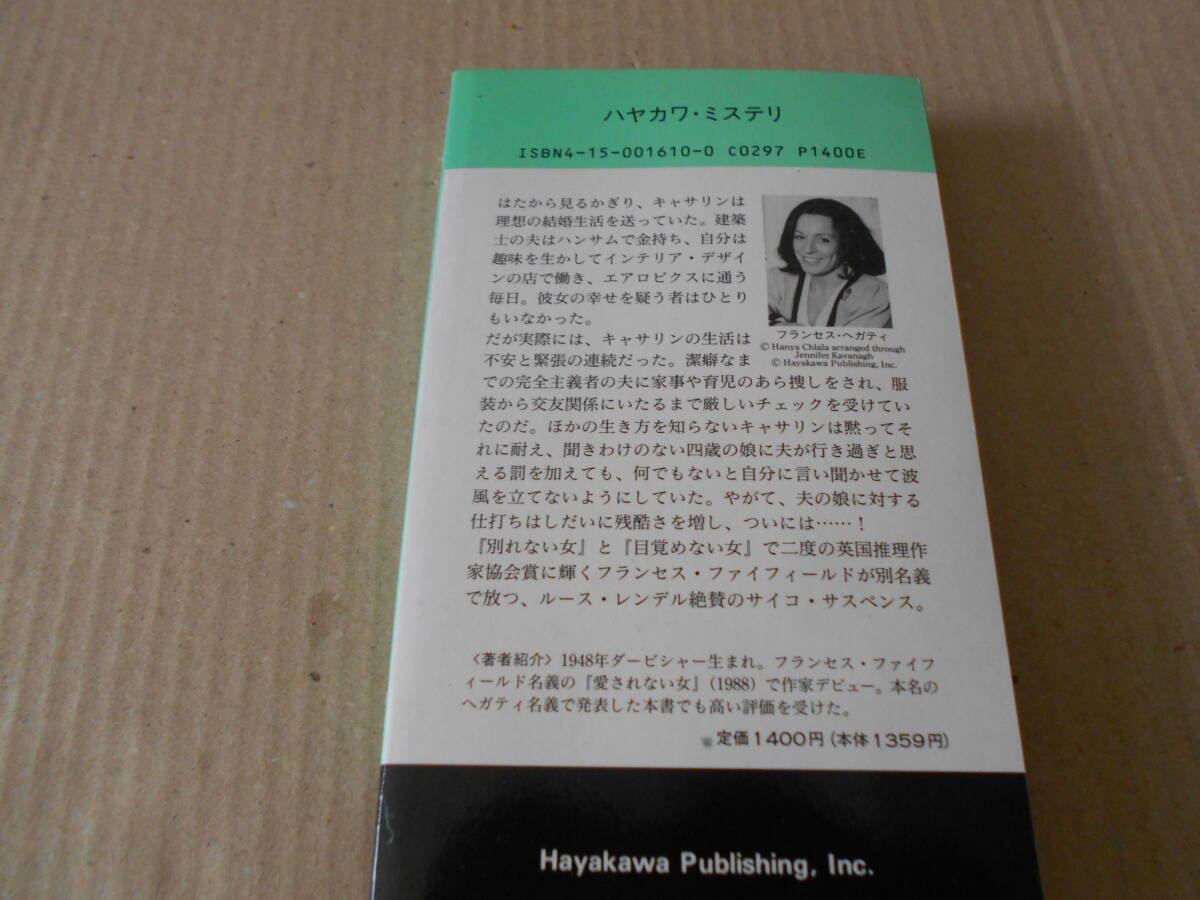 ハヤカワ・ミステリ
ISBN4-15-001610-0 C0297 P1400E
はたから見るかぎり、キャサリンは
理想の結婚生活を送っていた。建築
士の夫はハンサムで金持ち、自分は
趣味を生かしてインテリア・デザイ
ンの店で働き、エアロビクスに通う
毎日。彼女の幸せを疑う者はひとり
もいなかった。
だが実際には、キャサリンの生活は
不安と緊張の連続だった。潔癖なま
での完全主義者の夫に家事や育児のあら捜しをされ、服
装から交友関係にいたるまで厳しいチェックを受けてい
たのだ。ほかの生き方を知らないキャサリンは黙ってそ
れに耐え、聞きわけのない四歳の娘に夫が行き過ぎと思
える罰を加えても、何でもないと自分に言い聞かせて波
風を立てないようにしていた。やがて、夫の娘に対する
仕打ちはしだいに残酷さを増し、ついには……！
『別れない女』と『目覚めない女』で二度の英国推理作
家協会賞に輝くフランセス・ファイフィールドが別名義
で放つ、ルース・レンデル絶賛のサイコ・サスペンス。
フランセス・ヘガティ
© Hanya Chlala arranged through
Jennifer Kavanagh
© Hayakawa Publishing, Inc.
〈著者紹介〉1948年ダービシャー生まれ。フランセス・ファイフ
ィールド名義の『愛されない女』(1988) で作家デビュー。本名の
ヘガティ名義で発表した本書でも高い評価を受けた。
定価1400円(本体1359円)
Hayakawa Publishing, Inc.